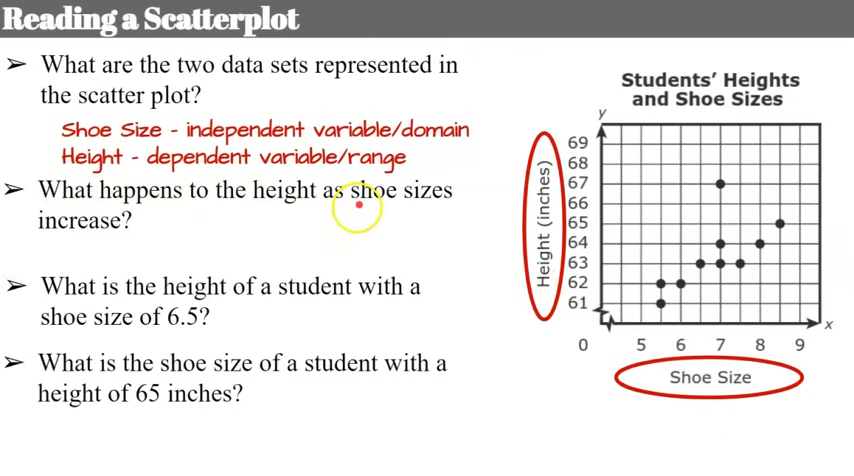 Reading a Scatterplot
➢ What are the two data sets represented in
the scatter plot?
Shoe Size - independent variable/domain
Height - dependent variable/range
➢ What happens to the height as shoe sizes
increase?
➢ What is the height of a student with a
shoe size of 6.5?
➢ What is the shoe size of a student with a
height of 65 inches?
Students' Heights
and Shoe Sizes
y
Height (inches)
69
68
67
66
65
64
63
62
61
0 5 6 7 8 9
x
Shoe Size